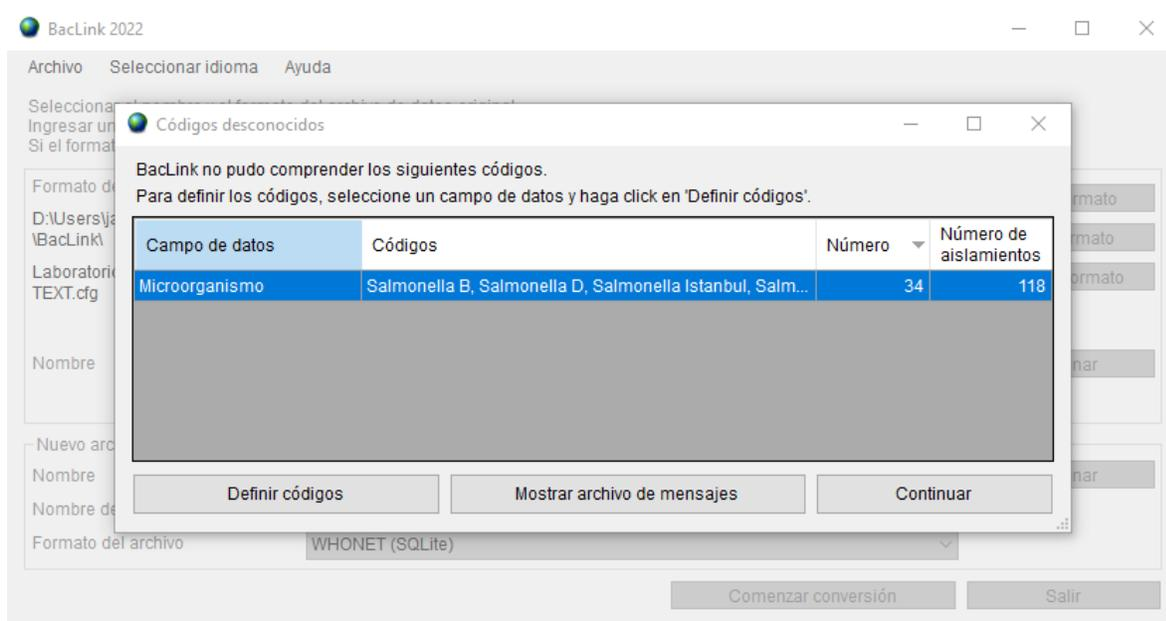 BacLink 2022
Archivo Seleccionar idioma Ayuda
Seleccionar
Ingresar un
Si el format
Códigos desconocidos
BacLink no pudo comprender los siguientes códigos.
Para definir los códigos, seleccione un campo de datos y haga click en 'Definir códigos'.
Campo de datos Códigos Número Número de
aislamientos
Microorganismo Salmonella B, Salmonella D, Salmonella Istanbul, Salm... 34 118
Definir códigos Mostrar archivo de mensajes Continuar
Formato de
D:\Users\ja
\BacLink\
Laboratorio
TEXT.cfg
Nombre
rmato
rmato
ormato
nar
Nuevo arc
Nombre
nar
Nombre de
Formato del archivo WHONET (SQLite)
Comenzar conversión Salir